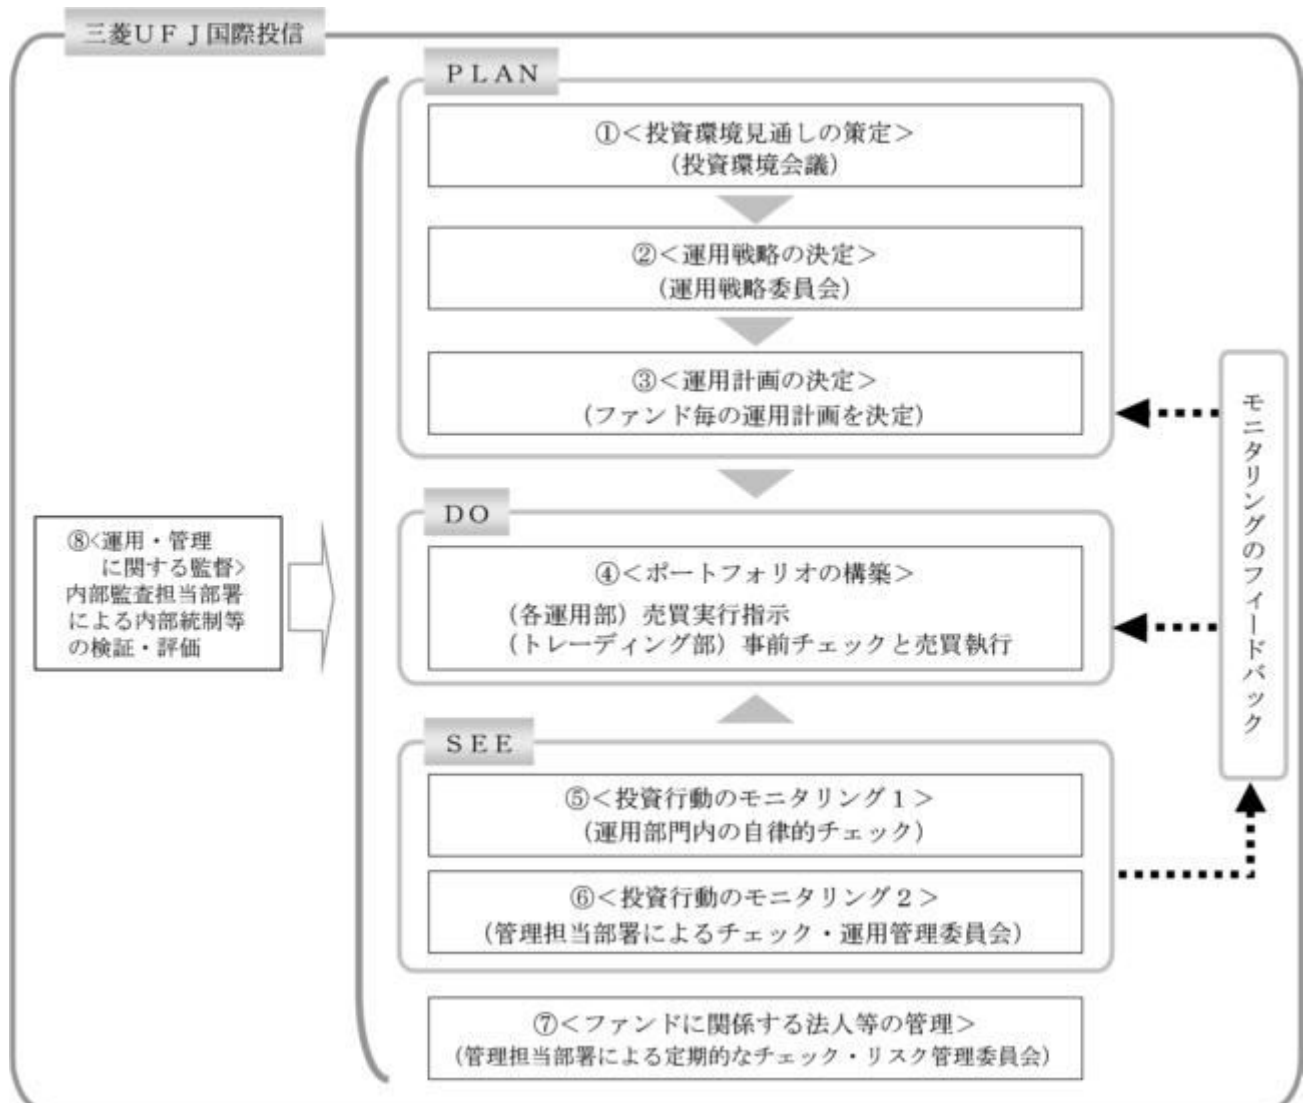 三菱ＵＦＪ国際投信
ＰＬＡＮ
①＜投資環境見通しの策定＞
（投資環境会議）
②＜運用戦略の決定＞
（運用戦略委員会）
③＜運用計画の決定＞
（ファンド毎の運用計画を決定）
ＤＯ
④＜ポートフォリオの構築＞
（各運用部）売買実行指示
（トレーディング部）事前チェックと売買執行
ＳＥＥ
⑤＜投資行動のモニタリング１＞
（運用部門内の自律的チェック）
⑥＜投資行動のモニタリング２＞
（管理担当部署によるチェック・運用管理委員会）
⑦＜ファンドに関係する法人等の管理＞
（管理担当部署による定期的なチェック・リスク管理委員会）
⑧<運用・管理
に関する監督>
内部監査担当部署
による内部統制等
の検証・評価
モニタリングのフィードバック